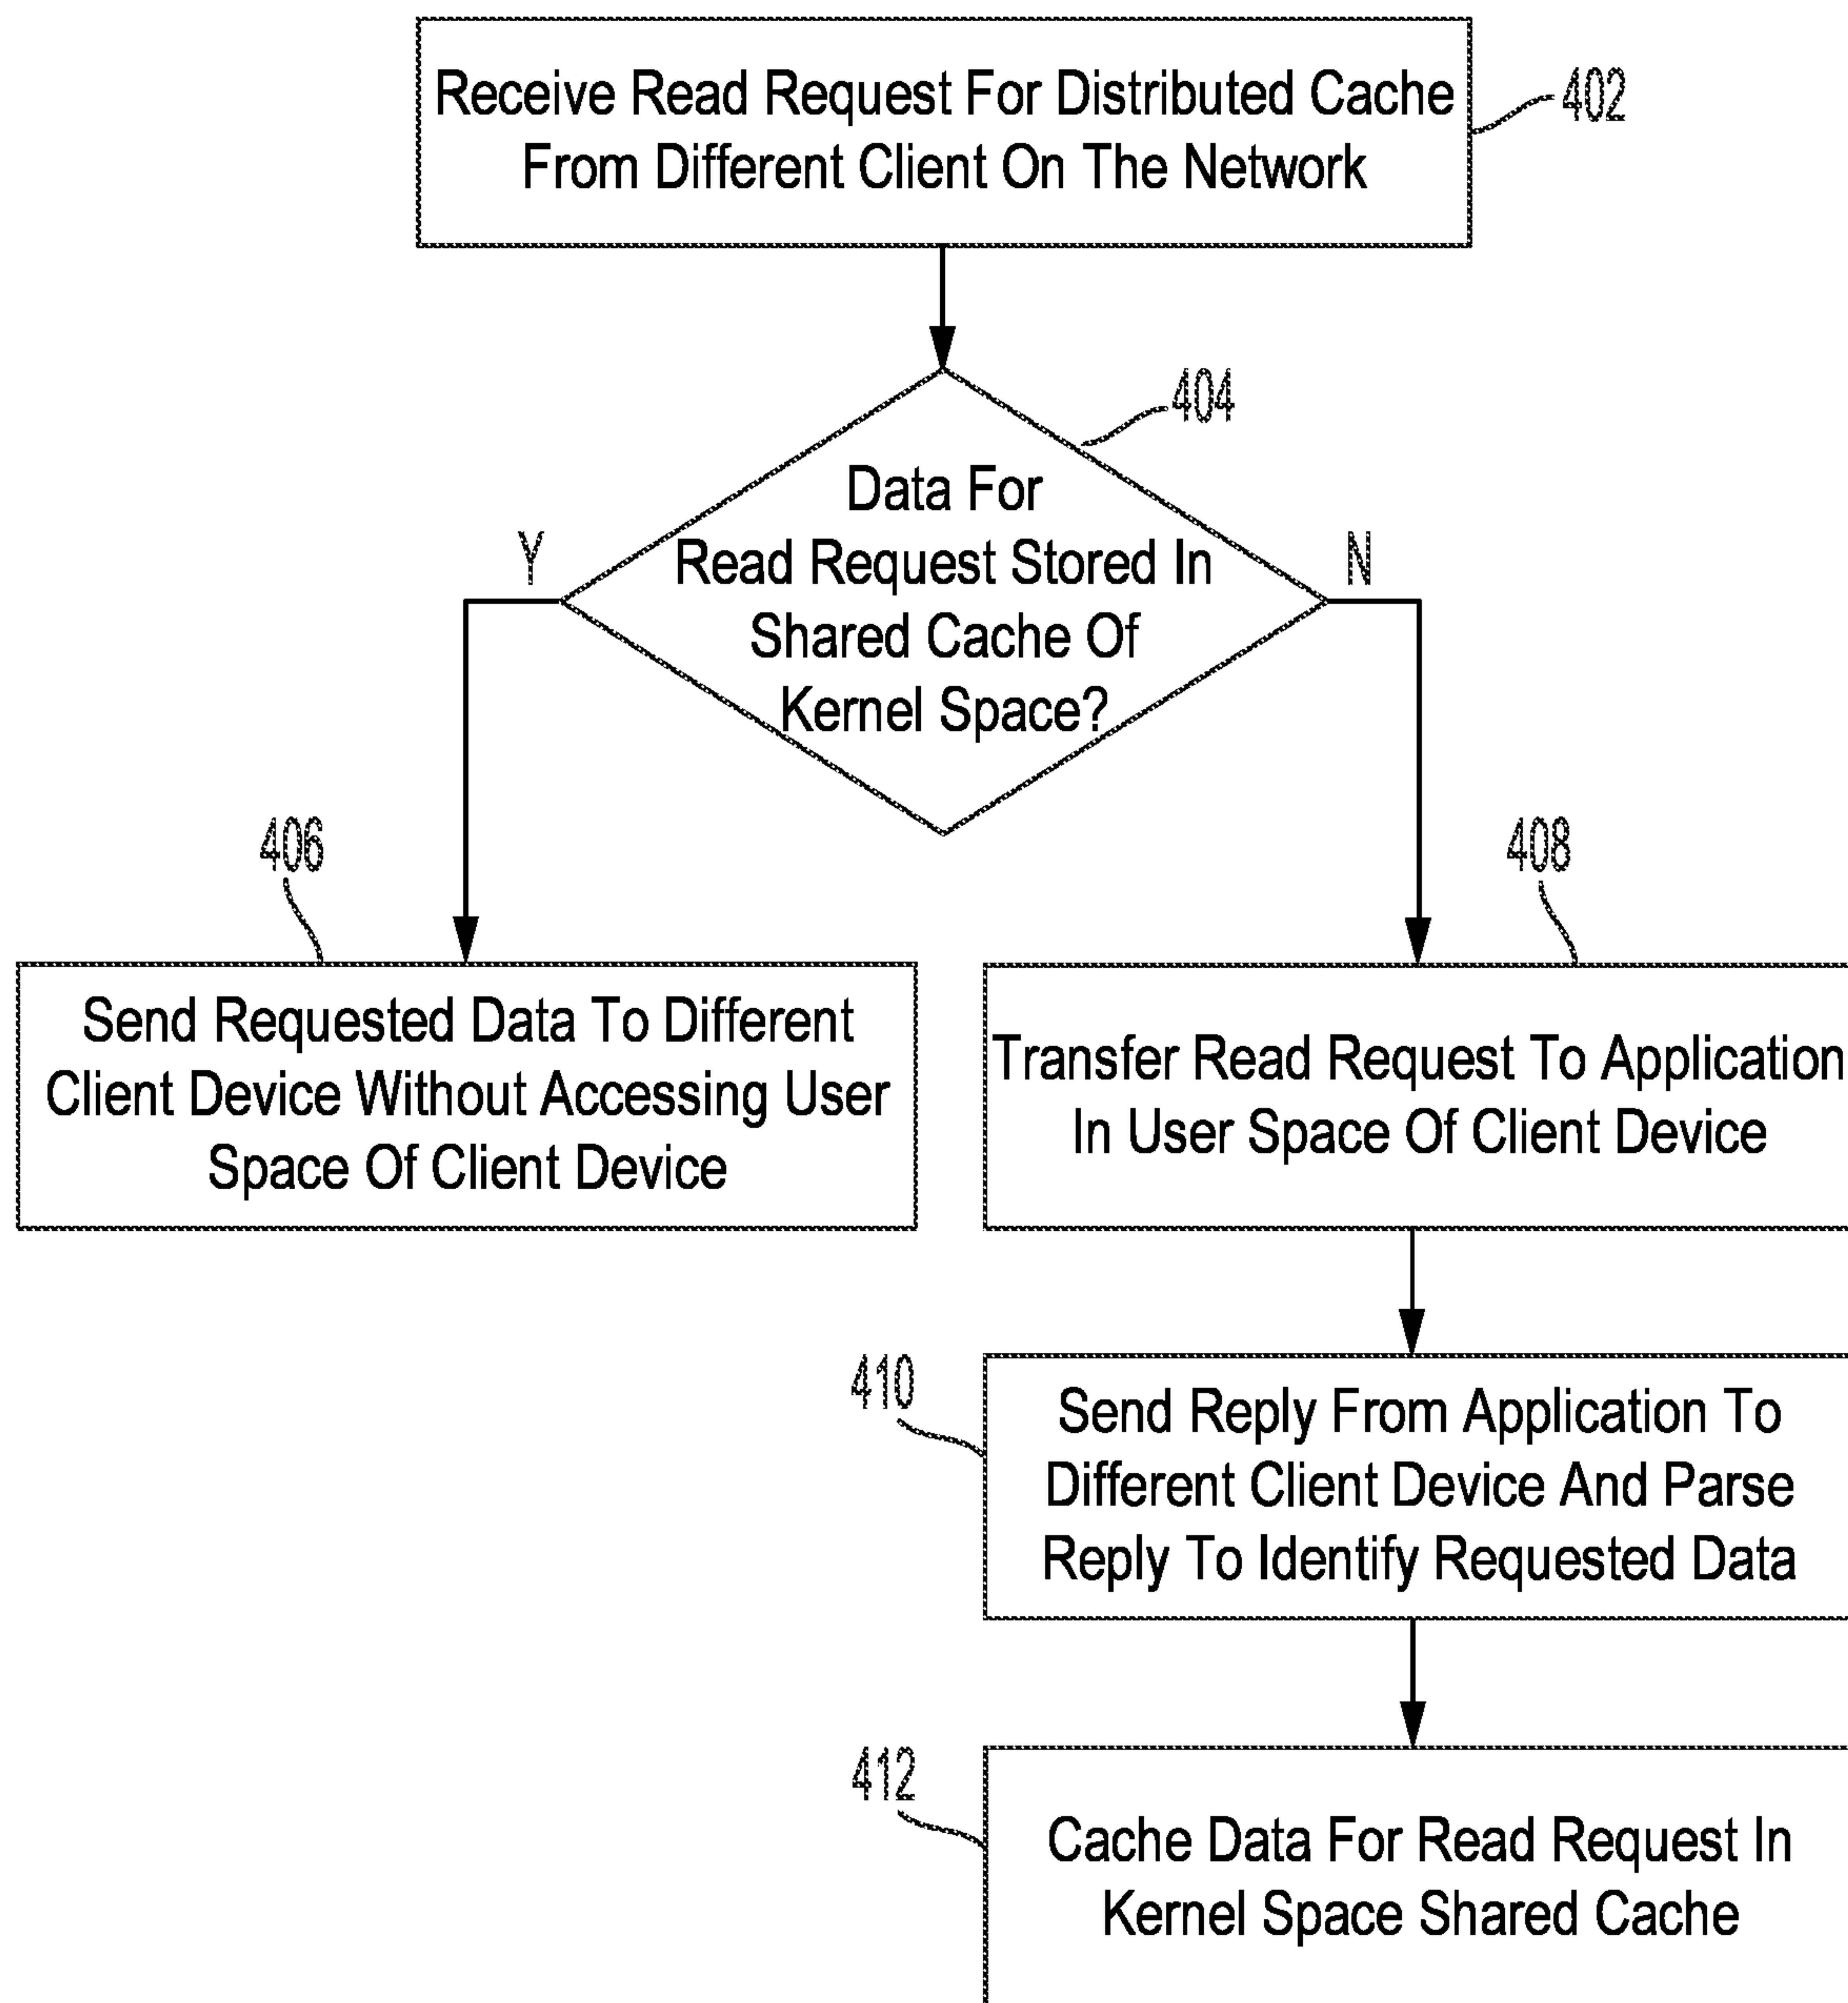 Receive Read Request For Distributed Cache
From Different Client On The Network
402
404
Data For
Read Request Stored In
Shared Cache Of
Kernel Space?
Y
N
406
408
Send Requested Data To Different
Client Device Without Accessing User
Space Of Client Device
Transfer Read Request To Application
In User Space Of Client Device
410
Send Reply From Application To
Different Client Device And Parse
Reply To Identify Requested Data
412
Cache Data For Read Request In
Kernel Space Shared Cache